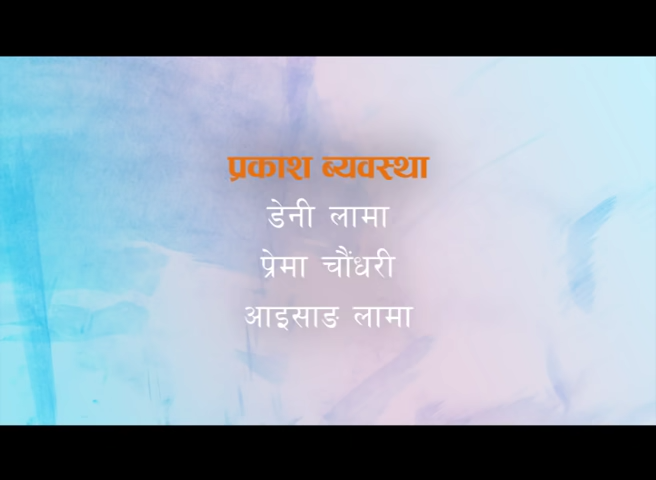 प्रकाश ब्यवस्था
डेनी लामा
प्रेमा चौंधरी
आइसाङ लामा